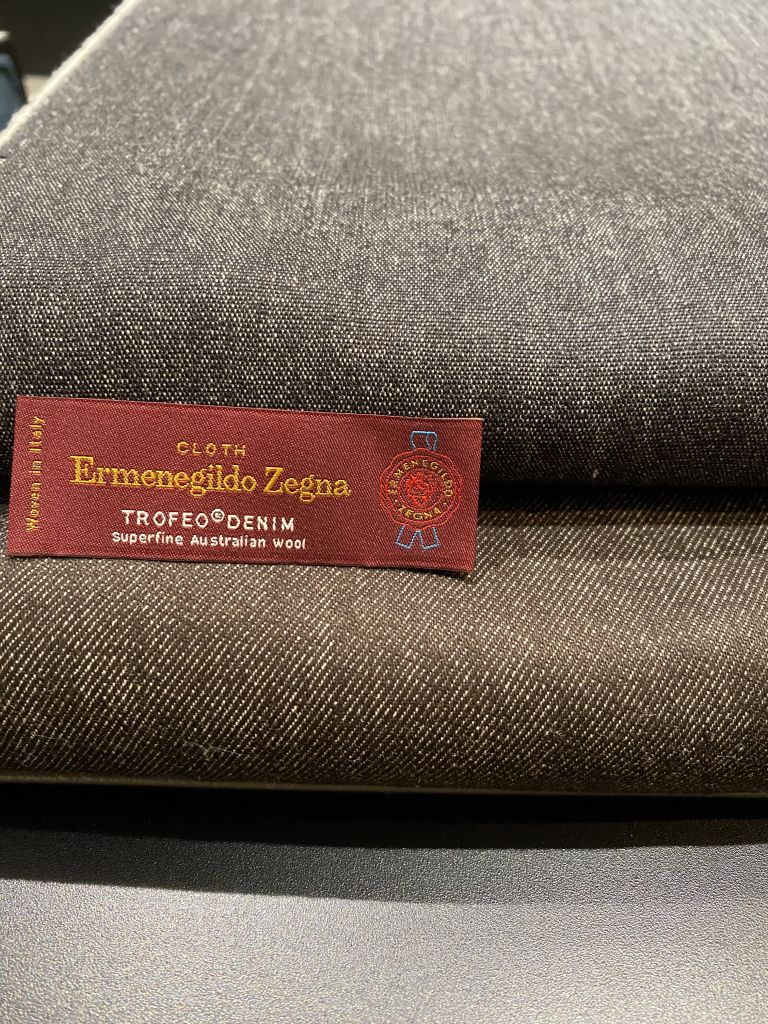 Woven in Italy
CLOTH
Ermenegildo Zegna
TROFEO®DENIM
Superfine Australian Wool
ERMENEGILDO
ZEGNA